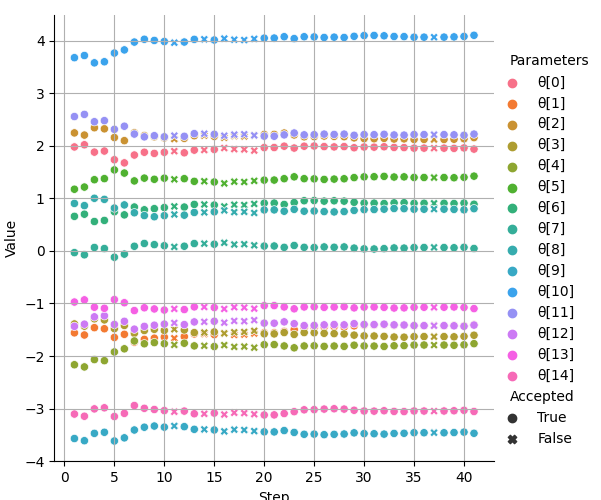 4
3
2
1
0
−1
−2
−3
−4
Value
0
5
10
15
20
25
30
35
40
Step
Parameters
θ[0]
θ[1]
θ[2]
θ[3]
θ[4]
θ[5]
θ[6]
θ[7]
θ[8]
θ[9]
θ[10]
θ[11]
θ[12]
θ[13]
θ[14]
Accepted
True
False